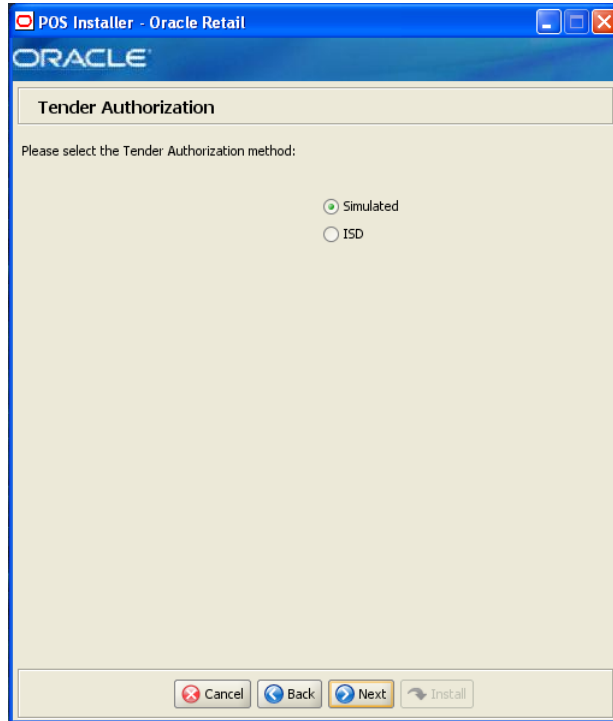 POS Installer - Oracle Retail
ORACLE
Tender Authorization
Please select the Tender Authorization method:
Simulated
ISD
Cancel Back Next Install